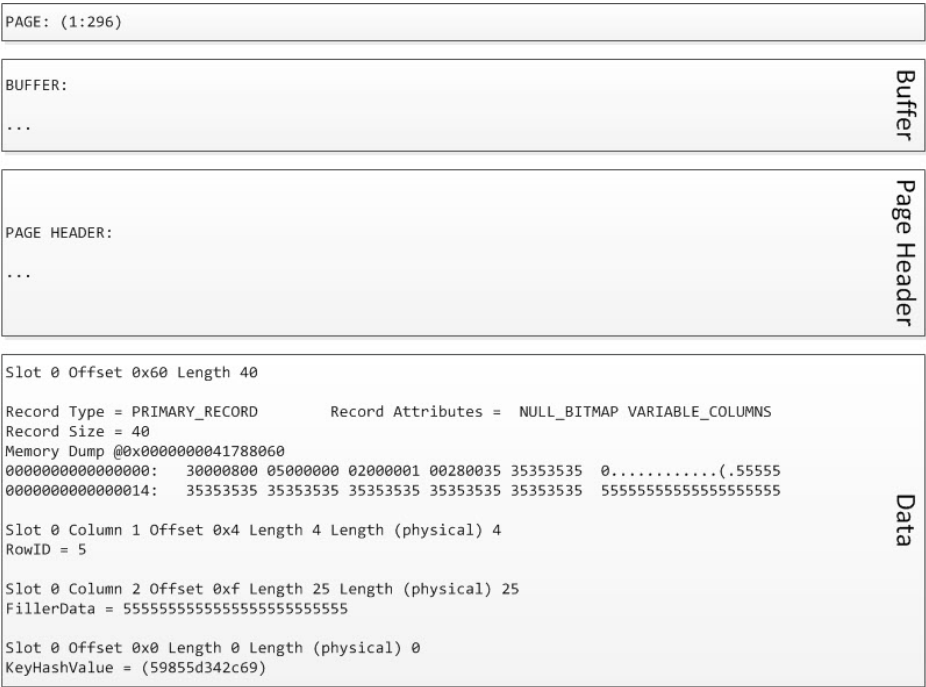 PAGE: (1:296)
BUFFER:
...
Buffer
PAGE HEADER:
...
Page Header
Slot 0 Offset 0x60 Length 40
Record Type = PRIMARY_RECORD Record Attributes = NULL_BITMAP VARIABLE_COLUMNS
Record Size = 40
Memory Dump @0x0000000041788060
0000000000000000: 30000800 05000000 02000001 00280035 35353535 0............(.55555
0000000000000014: 35353535 35353535 35353535 35353535 35353535 55555555555555555555
Slot 0 Column 1 Offset 0x4 Length 4 Length (physical) 4
RowID = 5
Slot 0 Column 2 Offset 0xf Length 25 Length (physical) 25
FillerData = 5555555555555555555555555
Slot 0 Offset 0x0 Length 0 Length (physical) 0
KeyHashValue = (59855d342c69)
Data